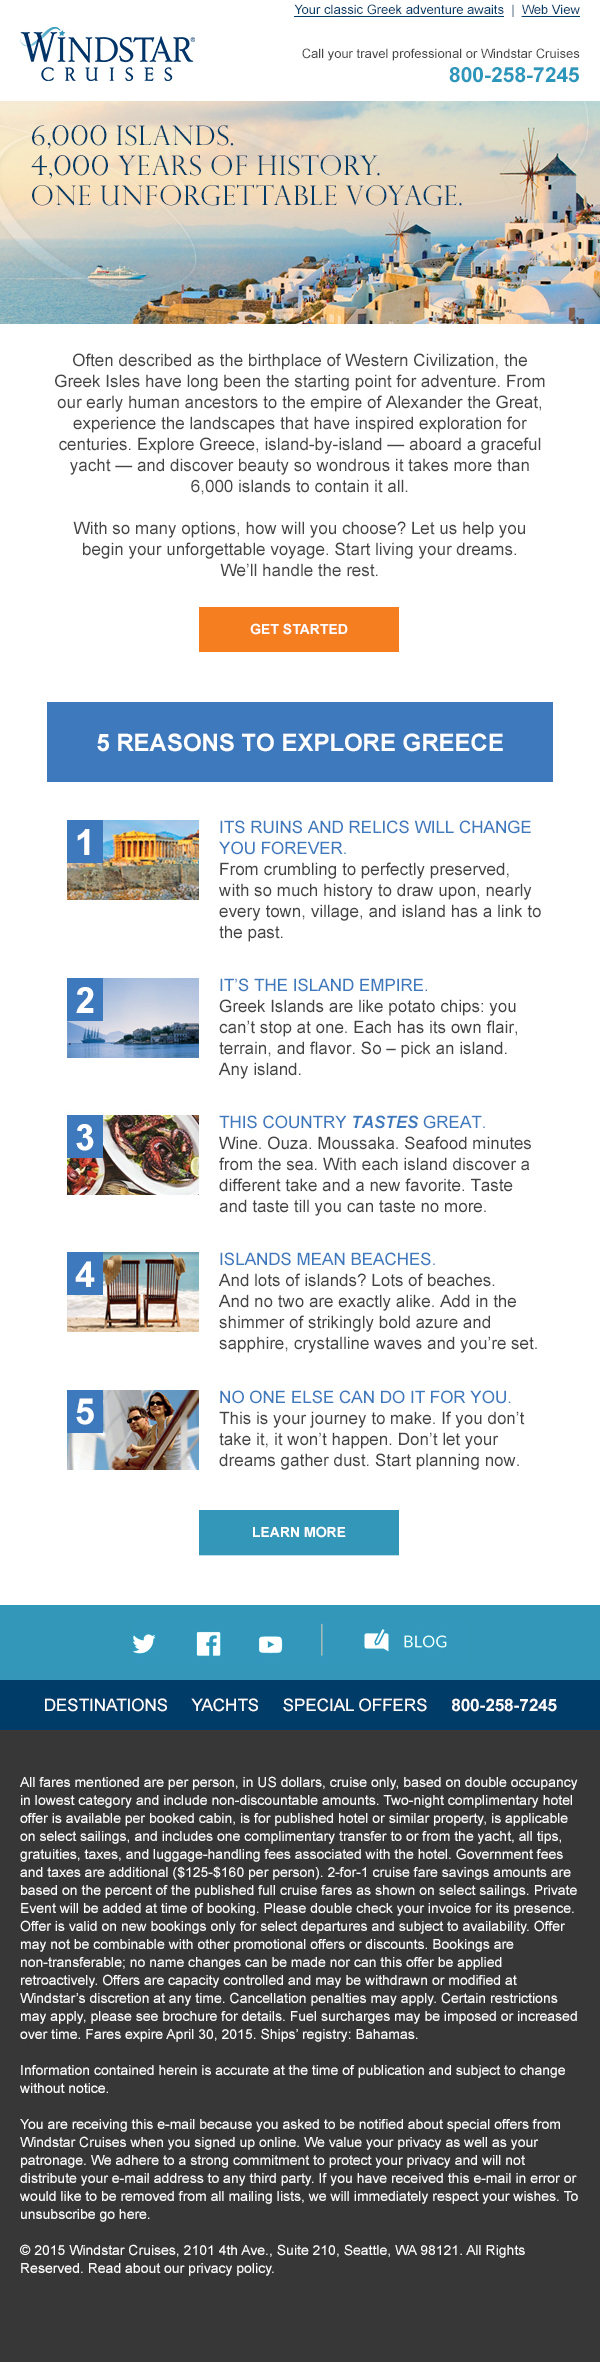 Your classic Greek adventure awaits | Web View
WINDSTAR®
CRUISES
Call your travel professional or Windstar Cruises
800-258-7245
6,000 ISLANDS.
4,000 YEARS OF HISTORY.
ONE UNFORGETTABLE VOYAGE.
Often described as the birthplace of Western Civilization, the
Greek Isles have long been the starting point for adventure. From
our early human ancestors to the empire of Alexander the Great,
experience the landscapes that have inspired exploration for
centuries. Explore Greece, island-by-island — aboard a graceful
yacht — and discover beauty so wondrous it takes more than
6,000 islands to contain it all.
With so many options, how will you choose? Let us help you
begin your unforgettable voyage. Start living your dreams.
We'll handle the rest.
GET STARTED
5 REASONS TO EXPLORE GREECE
1
ITS RUINS AND RELICS WILL CHANGE
YOU FOREVER.
From crumbling to perfectly preserved,
with so much history to draw upon, nearly
every town, village, and island has a link to
the past.
2
IT'S THE ISLAND EMPIRE.
Greek Islands are like potato chips: you
can't stop at one. Each has its own flair,
terrain, and flavor. So – pick an island.
Any island.
3
THIS COUNTRY TASTES GREAT.
Wine. Ouza. Moussaka. Seafood minutes
from the sea. With each island discover a
different take and a new favorite. Taste
and taste till you can taste no more.
4
ISLANDS MEAN BEACHES.
And lots of islands? Lots of beaches.
And no two are exactly alike. Add in the
shimmer of strikingly bold azure and
sapphire, crystalline waves and you're set.
5
NO ONE ELSE CAN DO IT FOR YOU.
This is your journey to make. If you don't
take it, it won't happen. Don't let your
dreams gather dust. Start planning now.
LEARN MORE
BLOG
DESTINATIONS YACHTS SPECIAL OFFERS 800-258-7245
All fares mentioned are per person, in US dollars, cruise only, based on double occupancy
in lowest category and include non-discountable amounts. Two-night complimentary hotel
offer is available per booked cabin, is for published hotel or similar property, is applicable
on select sailings, and includes one complimentary transfer to or from the yacht, all tips,
gratuities, taxes, and luggage-handling fees associated with the hotel. Government fees
and taxes are additional ($125-$160 per person). 2-for-1 cruise fare savings amounts are
based on the percent of the published full cruise fares as shown on select sailings. Private
Event will be added at time of booking. Please double check your invoice for its presence.
Offer is valid on new bookings only for select departures and subject to availability. Offer
may not be combinable with other promotional offers or discounts. Bookings are
non-transferable; no name changes can be made nor can this offer be applied
retroactively. Offers are capacity controlled and may be withdrawn or modified at
Windstar's discretion at any time. Cancellation penalties may apply. Certain restrictions
may apply, please see brochure for details. Fuel surcharges may be imposed or increased
over time. Fares expire April 30, 2015. Ships' registry: Bahamas.
Information contained herein is accurate at the time of publication and subject to change
without notice.
You are receiving this e-mail because you asked to be notified about special offers from
Windstar Cruises when you signed up online. We value your privacy as well as your
patronage. We adhere to a strong commitment to protect your privacy and will not
distribute your e-mail address to any third party. If you have received this e-mail in error or
would like to be removed from all mailing lists, we will immediately respect your wishes. To
unsubscribe go here.
© 2015 Windstar Cruises, 2101 4th Ave., Suite 210, Seattle, WA 98121. All Rights
Reserved. Read about our privacy policy.